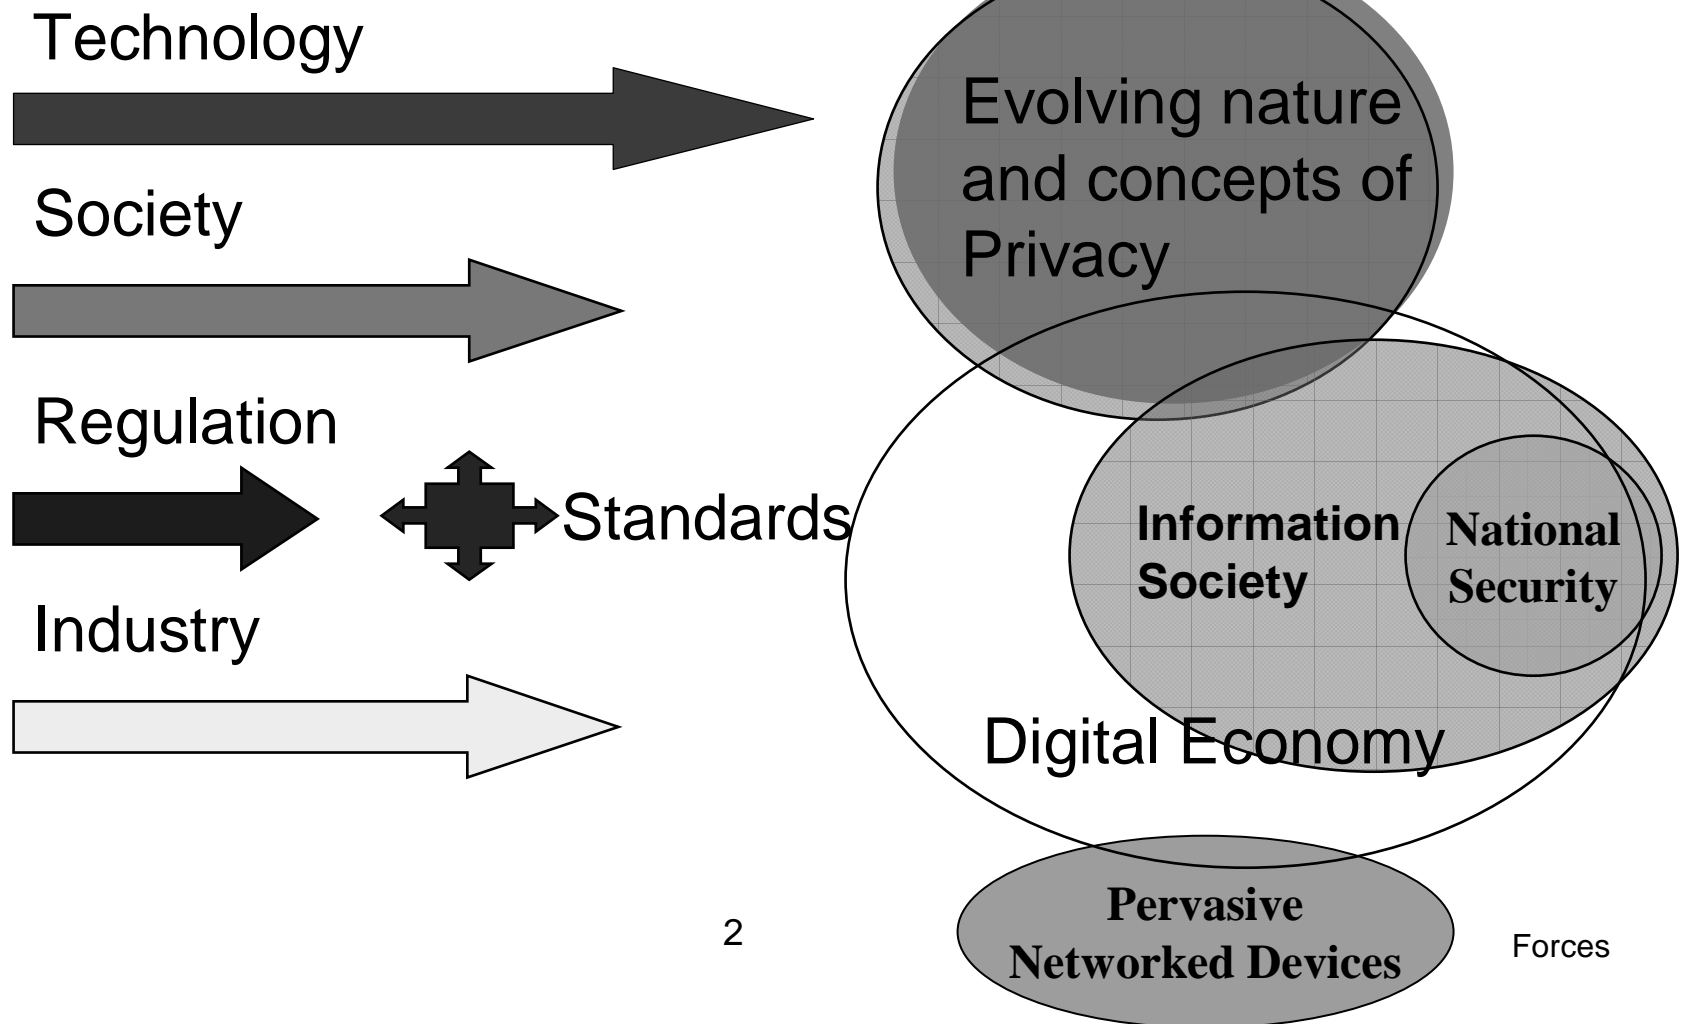 Technology
Society
Regulation
Standards
Industry
Evolving nature
and concepts of
Privacy
Information
Society
National
Security
Digital Economy
Pervasive
Networked Devices
2
Forces